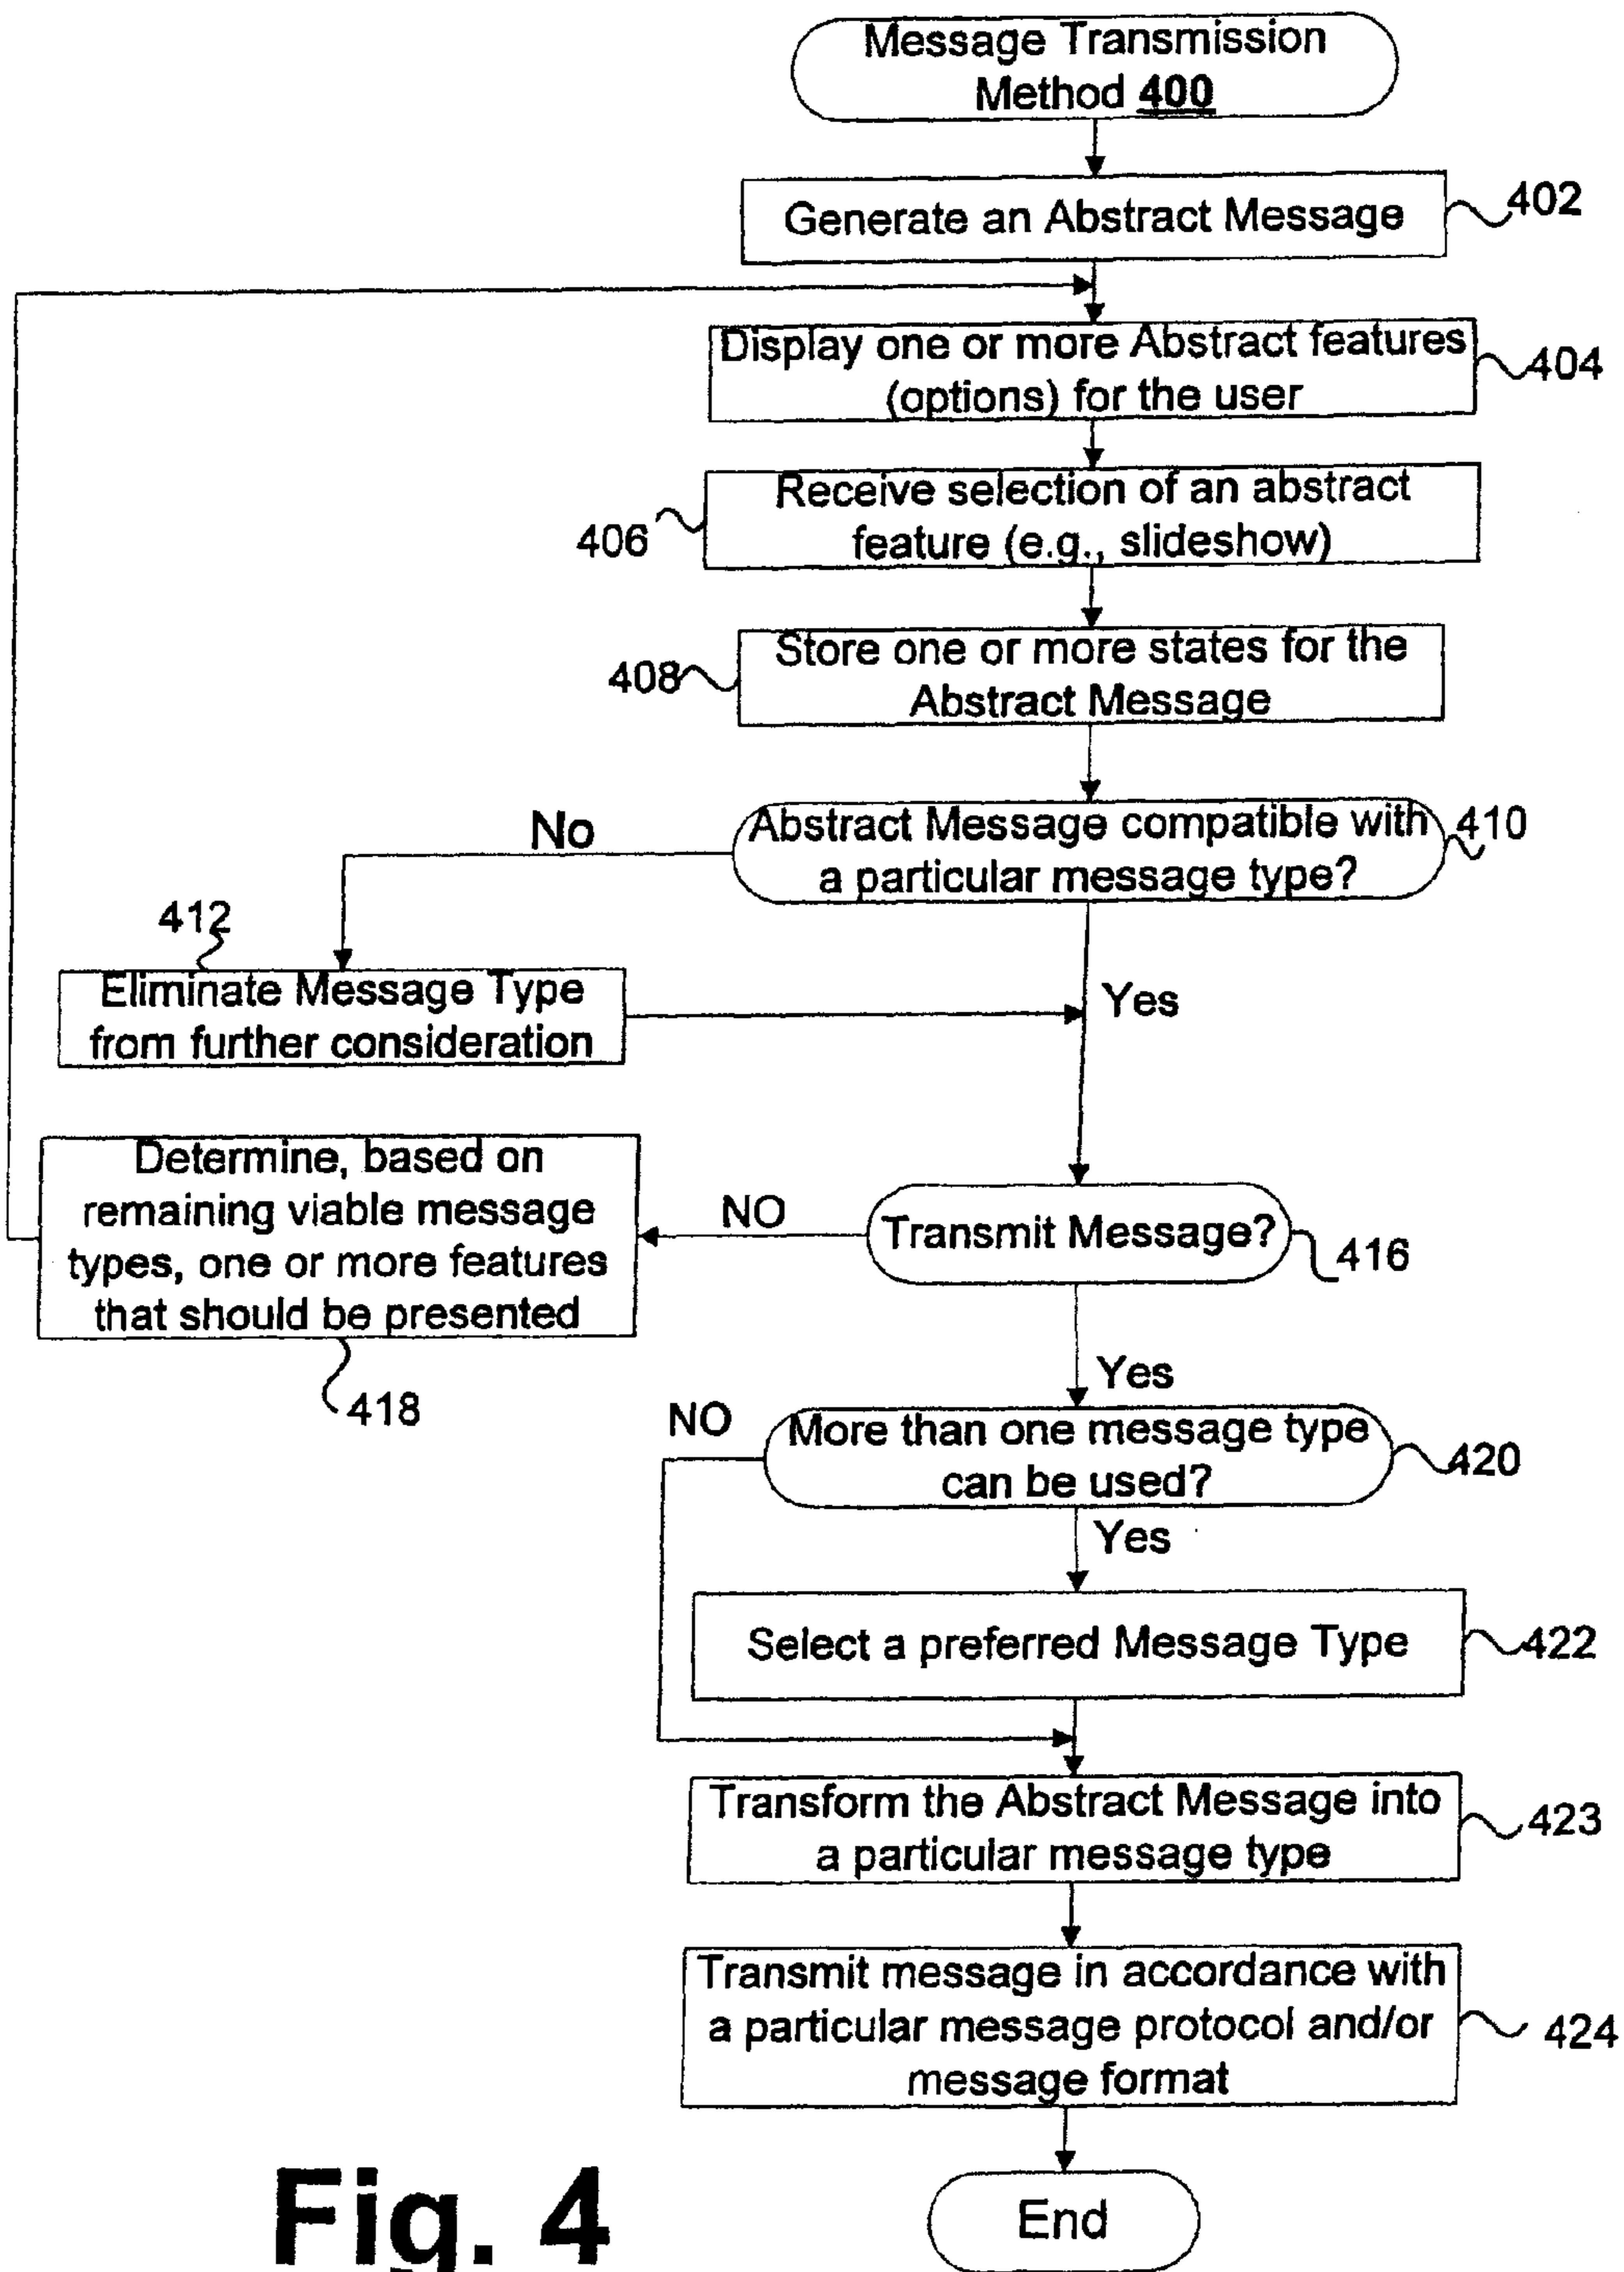 Message Transmission
Method 400
Generate an Abstract Message
402
Display one or more Abstract features
(options) for the user
404
Receive selection of an abstract
feature (e.g., slideshow)
406
Store one or more states for the
Abstract Message
408
Abstract Message compatible with
a particular message type?
410
No
412
Eliminate Message Type
from further consideration
Yes
Determine, based on
remaining viable message
types, one or more features
that should be presented
418
NO
Transmit Message?
416
Yes
NO
More than one message type
can be used?
420
Yes
Select a preferred Message Type
422
Transform the Abstract Message into
a particular message type
423
Transmit message in accordance with
a particular message protocol and/or
message format
424
End
Fig. 4